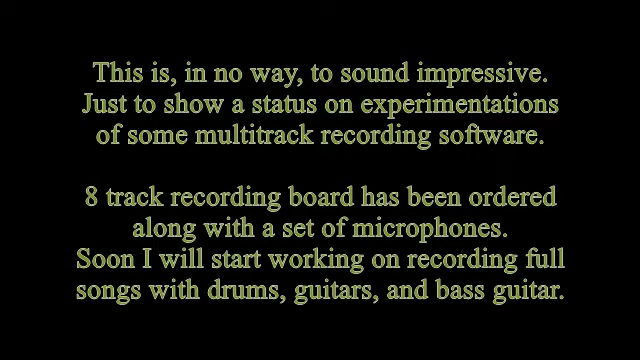 This is, in no way, to sound impressive.
Just to show a status on experimentations
of some multitrack recording software.
8 track recording board has been ordered
along with a set of microphones.
Soon I will start working on recording full
songs with drums, guitars, and bass guitar.